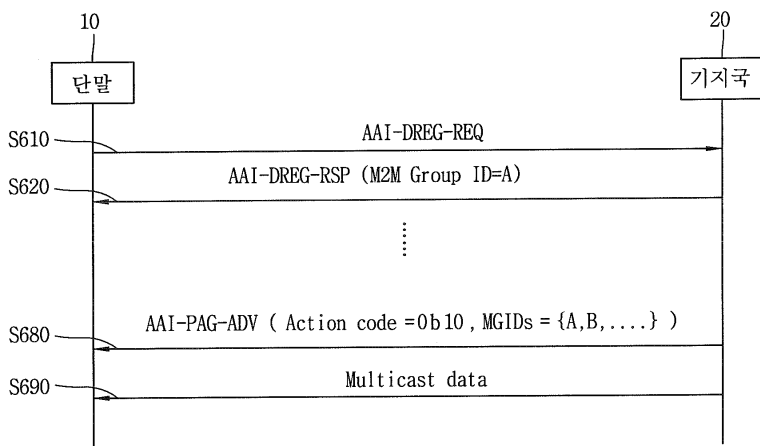 10
20
단말
기지국
S610
AAI-DREG-REQ
S620
AAI-DREG-RSP (M2M Group ID=A)
S680
AAI-PAG-ADV ( Action code =0b10 , MGIDs = {A,B,....} )
S690
Multicast data